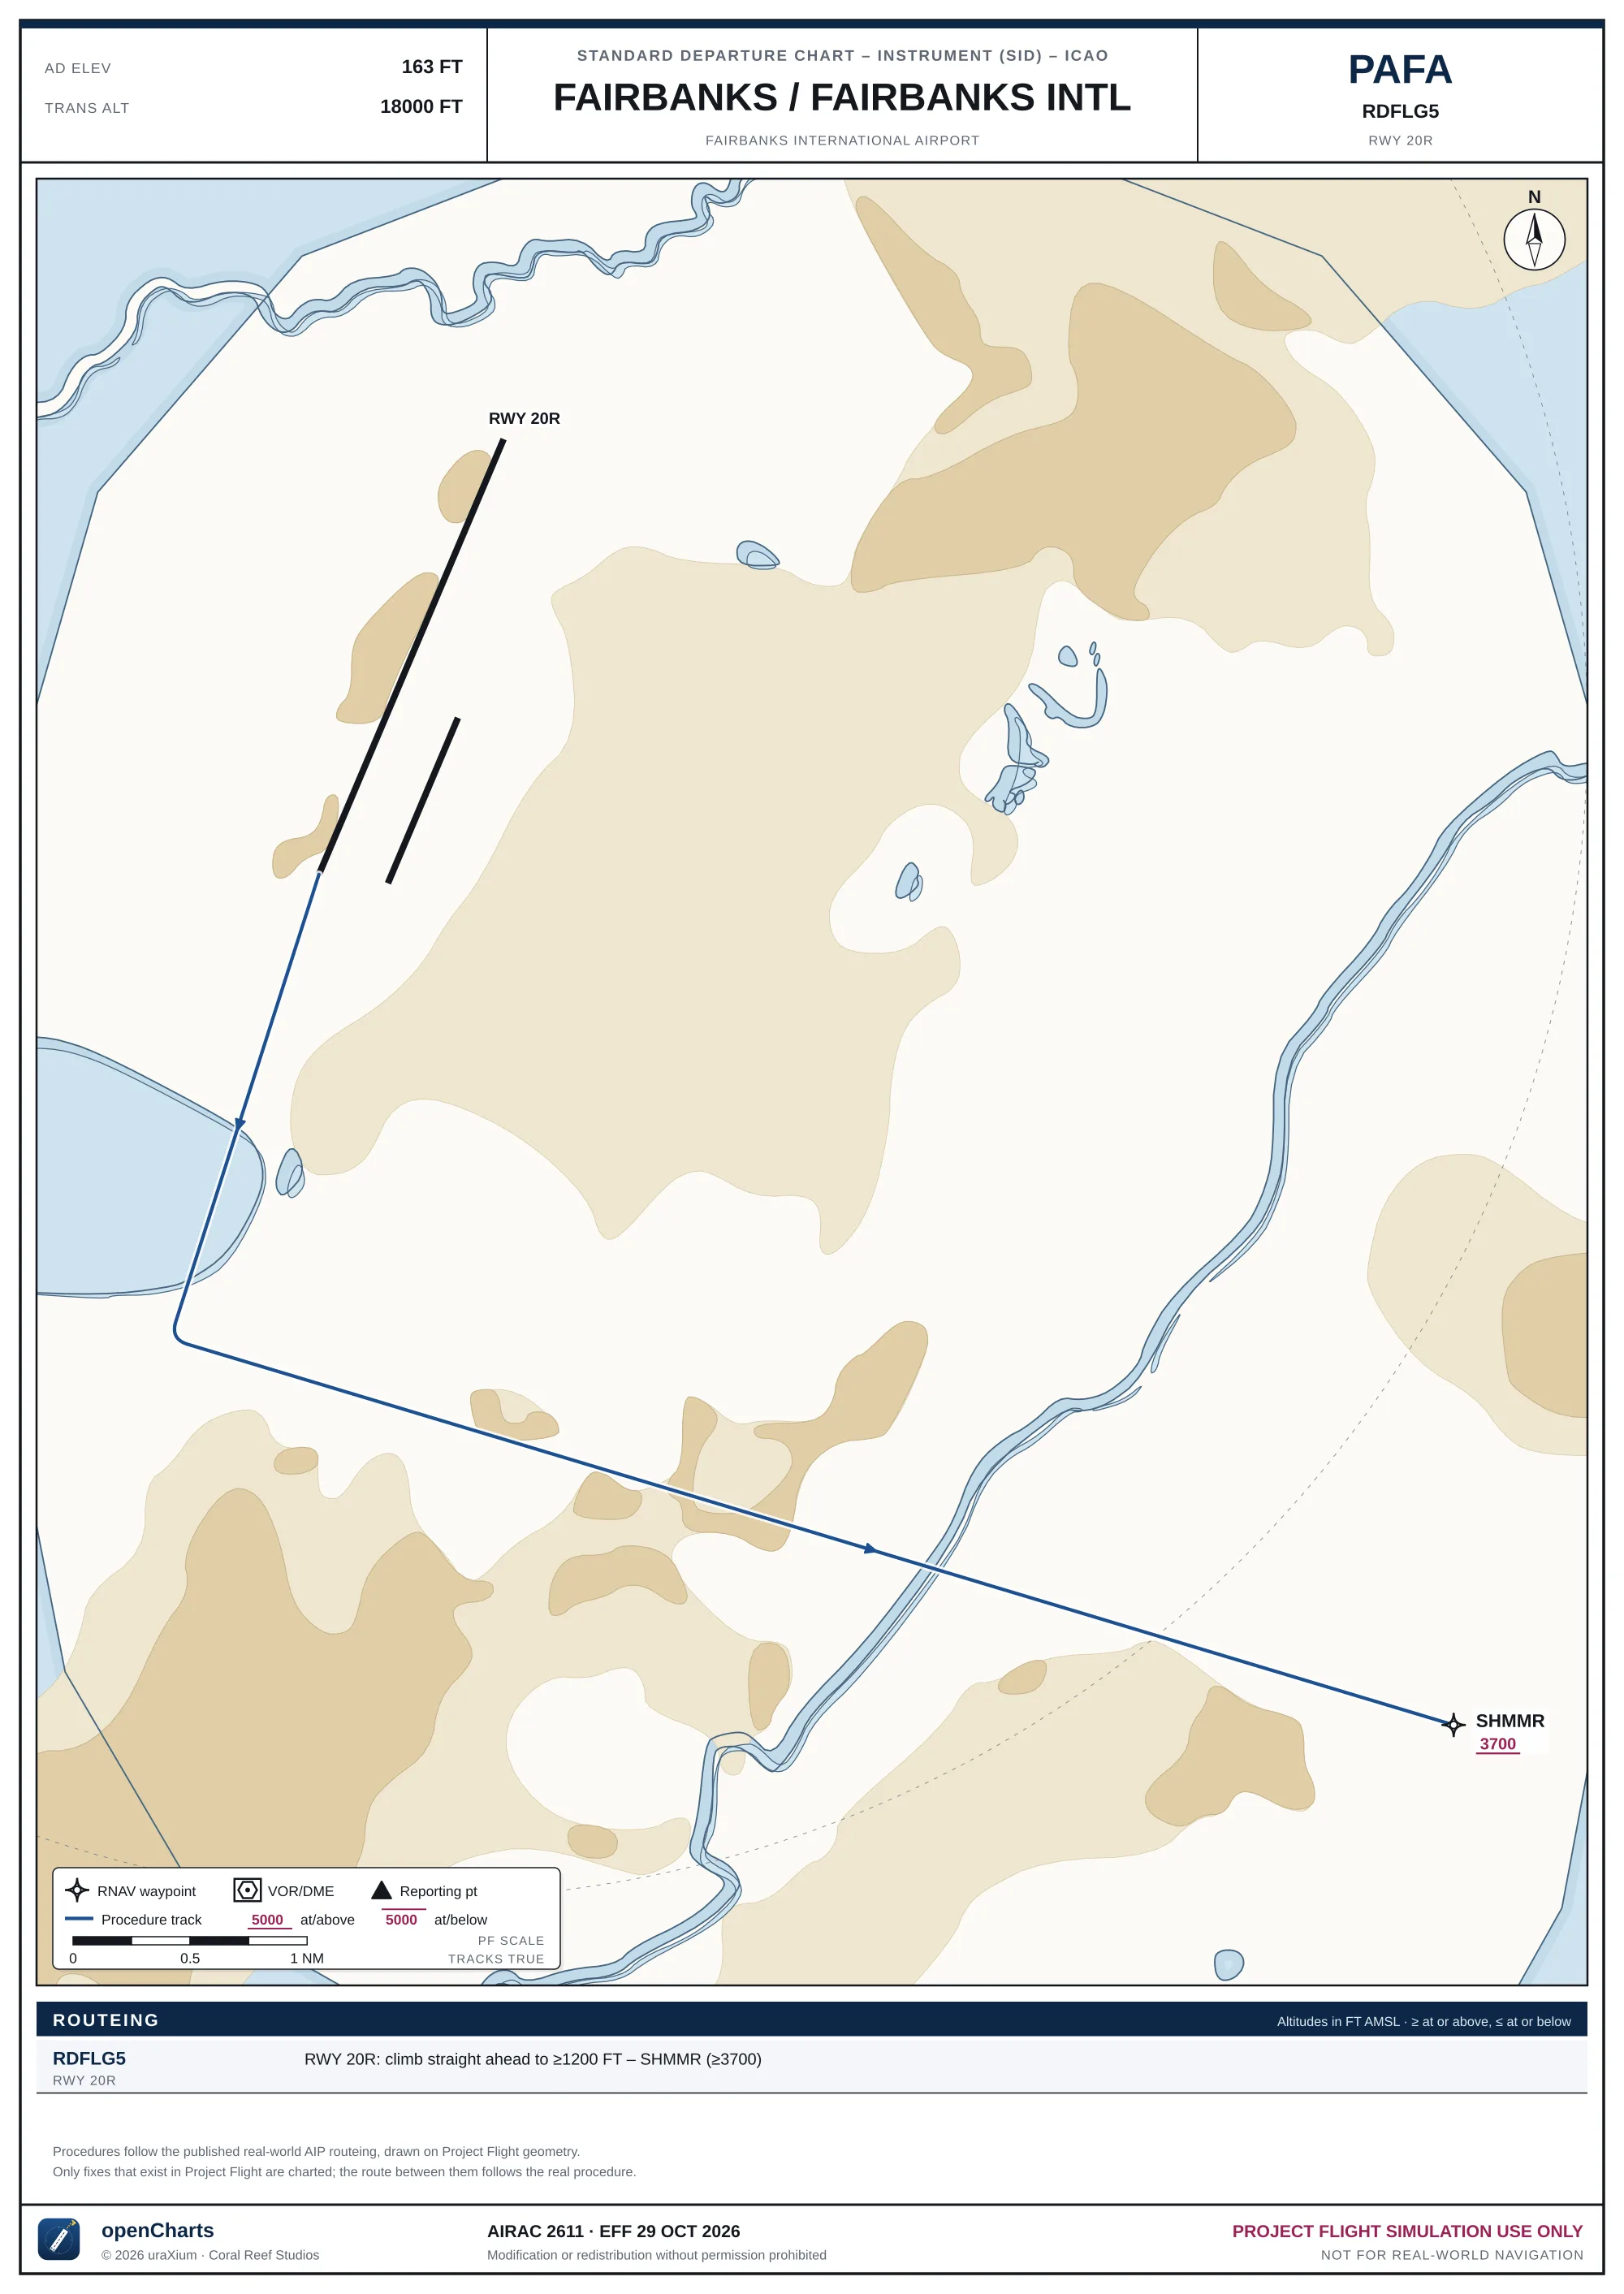 AD ELEV 163 FT
TRANS ALT 18000 FT
STANDARD DEPARTURE CHART – INSTRUMENT (SID) – ICAO
FAIRBANKS / FAIRBANKS INTL
FAIRBANKS INTERNATIONAL AIRPORT
PAFA
RDFLG5
RWY 20R
N
RWY 20R
SHMMR
3700
RNAV waypoint VOR/DME Reporting pt
Procedure track 5000 at/above 5000 at/below
PF SCALE
0 0.5 1 NM TRACKS TRUE
ROUTEING Altitudes in FT AMSL · ≥ at or above, ≤ at or below
RDFLG5 RWY 20R: climb straight ahead to ≥1200 FT – SHMMR (≥3700)
RWY 20R
Procedures follow the published real-world AIP routeing, drawn on Project Flight geometry.
Only fixes that exist in Project Flight are charted; the route between them follows the real procedure.
openCharts AIRAC 2611 · EFF 29 OCT 2026 PROJECT FLIGHT SIMULATION USE ONLY
© 2026 uraXium · Coral Reef Studios Modification or redistribution without permission prohibited NOT FOR REAL-WORLD NAVIGATION